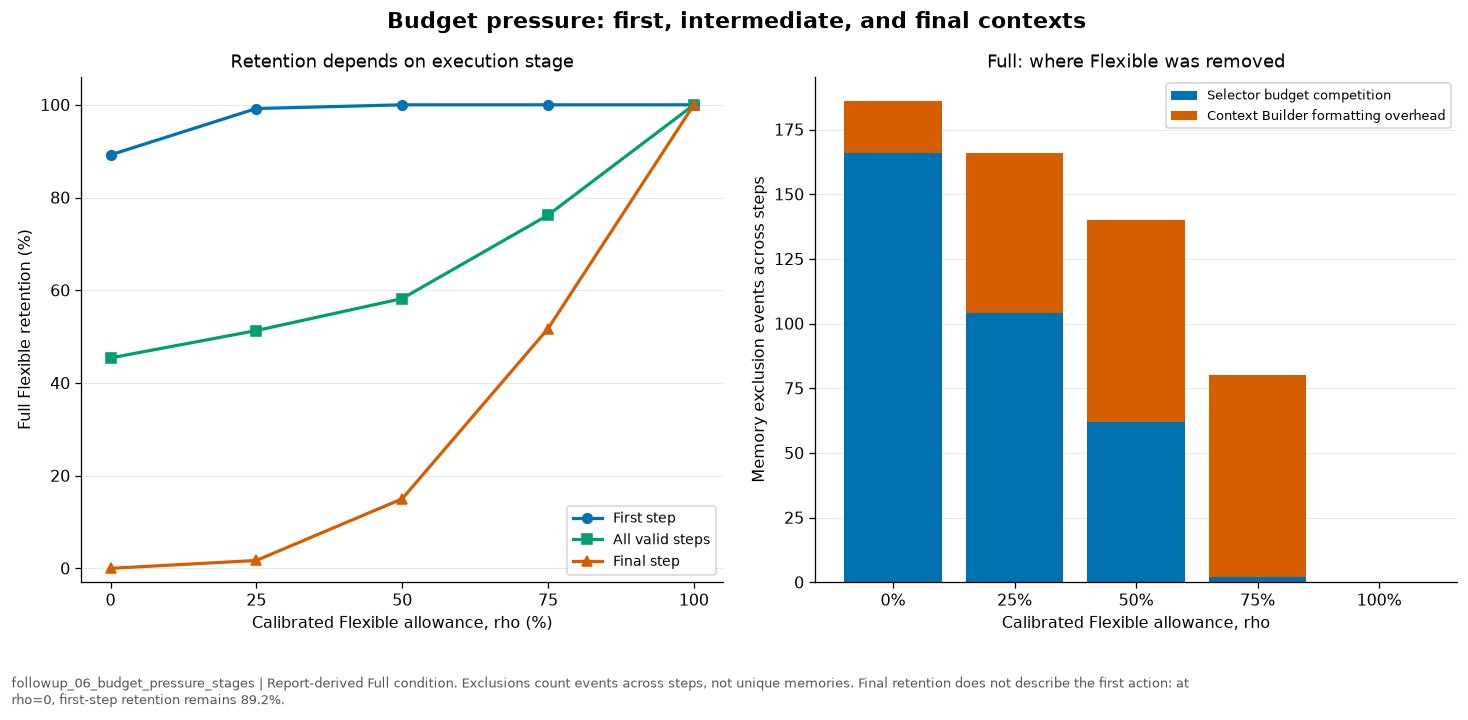 Budget pressure: first, intermediate, and final contexts
Retention depends on execution stage
Full Flexible retention (%)
100
80
60
40
20
0
0 25 50 75 100
Calibrated Flexible allowance, rho (%)
First step
All valid steps
Final step
Full: where Flexible was removed
Memory exclusion events across steps
175
150
125
100
75
50
25
0
0% 25% 50% 75% 100%
Calibrated Flexible allowance, rho
Selector budget competition
Context Builder formatting overhead
followup_06_budget_pressure_stages | Report-derived Full condition. Exclusions count events across steps, not unique memories. Final retention does not describe the first action: at
rho=0, first-step retention remains 89.2%.